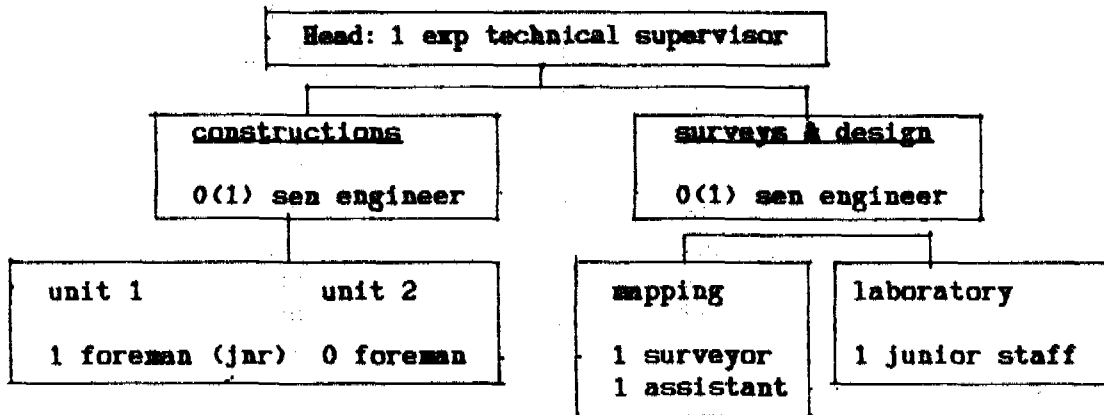 Head: 1 exp technical supervisor
constructions
0(1) sen engineer
surveys & design
0(1) sen engineer
unit 1 unit 2
1 foreman (jnr) 0 foreman
mapping
1 surveyor
1 assistant
laboratory
1 junior staff